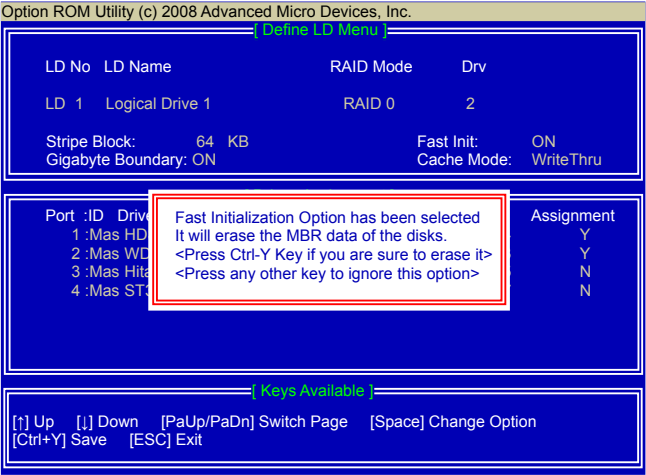 Option ROM Utility (c) 2008 Advanced Micro Devices, Inc.
[ Define LD Menu ]
LD No LD Name RAID Mode Drv
LD 1 Logical Drive 1 RAID 0 2
Stripe Block: 64 KB Fast Init: ON
Gigabyte Boundary: ON Cache Mode: WriteThru
Port :ID Assignment
1 :Mas Y
2 :Mas Y
3 :Mas N
4 :Mas N
Fast Initialization Option has been selected
It will erase the MBR data of the disks.
<Press Ctrl-Y Key if you are sure to erase it>
<Press any other key to ignore this option>
[ Keys Available ]
[↑] Up [↓] Down [PaUp/PaDn] Switch Page [Space] Change Option
[Ctrl+Y] Save [ESC] Exit